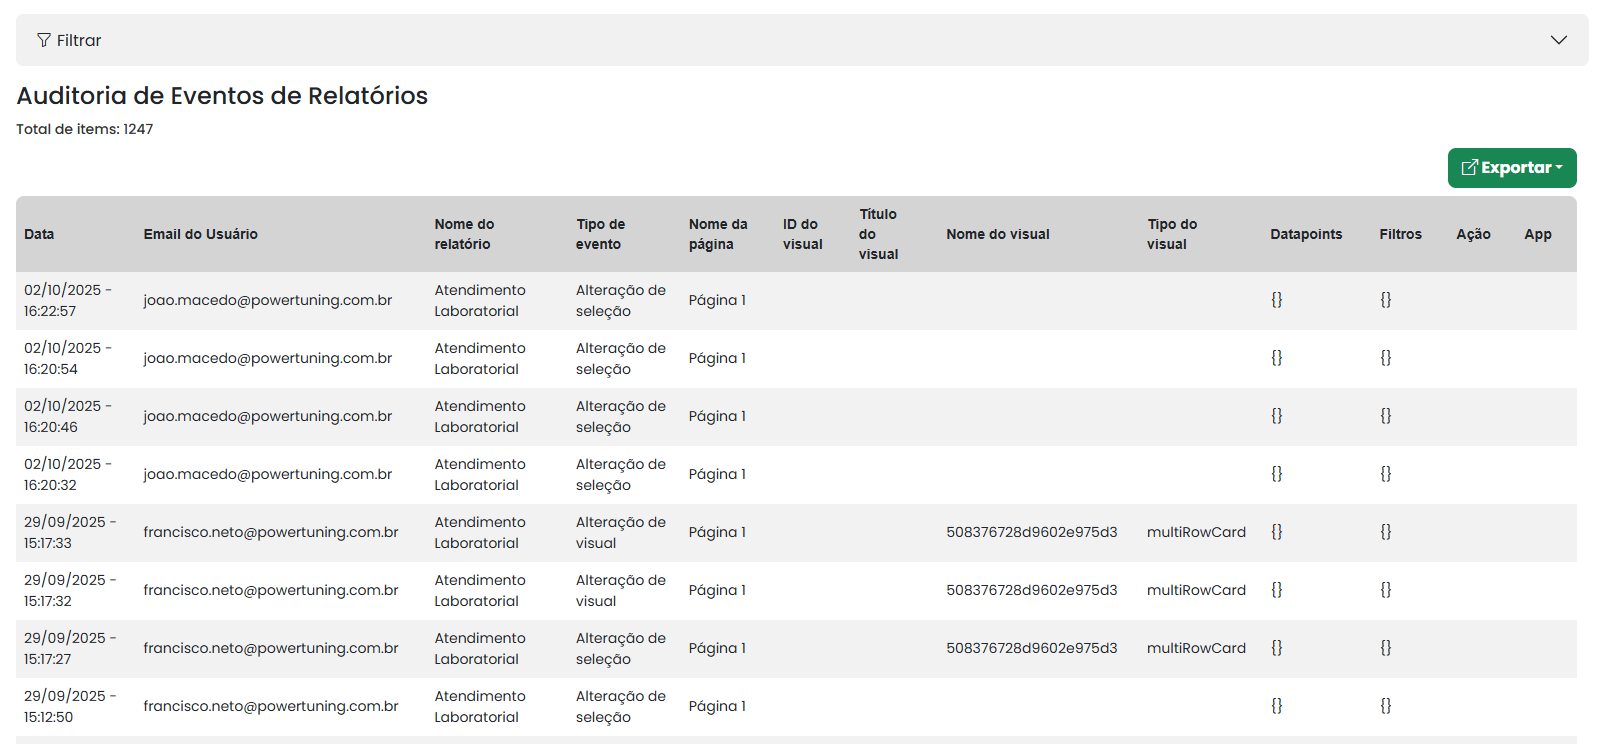 Filtrar
Auditoria de Eventos de Relatórios
Total de items: 1247
Exportar
Data Email do Usuário Nome do relatório Tipo de evento Nome da página ID do visual Título do visual Nome do visual Tipo do visual Datapoints Filtros Ação App
02/10/2025 - 16:22:57 joao.macedo@powertuning.com.br Atendimento Laboratorial Alteração de seleção Página 1 {} {}
02/10/2025 - 16:20:54 joao.macedo@powertuning.com.br Atendimento Laboratorial Alteração de seleção Página 1 {} {}
02/10/2025 - 16:20:46 joao.macedo@powertuning.com.br Atendimento Laboratorial Alteração de seleção Página 1 {} {}
02/10/2025 - 16:20:32 joao.macedo@powertuning.com.br Atendimento Laboratorial Alteração de seleção Página 1 {} {}
29/09/2025 - 15:17:33 francisco.neto@powertuning.com.br Atendimento Laboratorial Alteração de visual Página 1 508376728d9602e975d3 multiRowCard {} {}
29/09/2025 - 15:17:32 francisco.neto@powertuning.com.br Atendimento Laboratorial Alteração de visual Página 1 508376728d9602e975d3 multiRowCard {} {}
29/09/2025 - 15:17:27 francisco.neto@powertuning.com.br Atendimento Laboratorial Alteração de seleção Página 1 508376728d9602e975d3 multiRowCard {} {}
29/09/2025 - 15:12:50 francisco.neto@powertuning.com.br Atendimento Laboratorial Alteração de seleção Página 1 {} {}